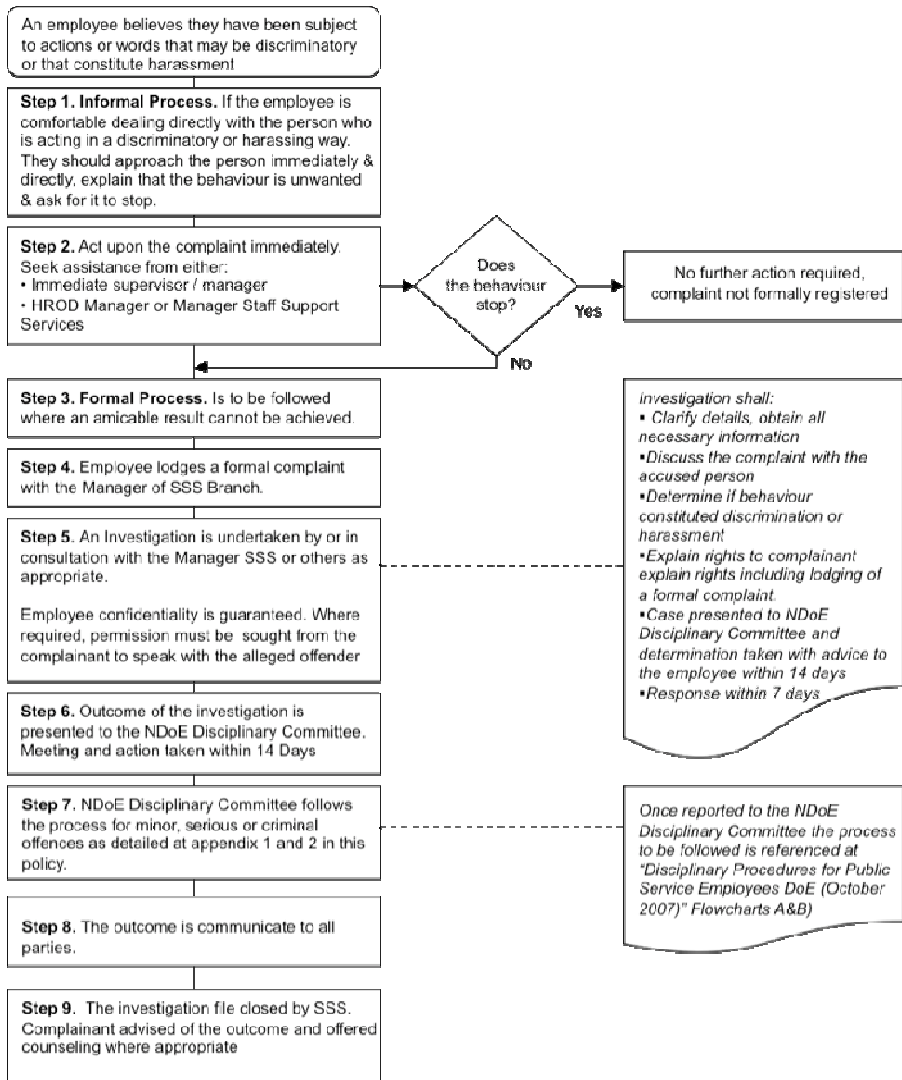 An employee believes they have been subject
to actions or words that may be discriminatory
or that constitute harassment
Step 1. Informal Process. If the employee is
comfortable dealing directly with the person who
is acting in a discriminatory or harassing way.
They should approach the person immediately &
directly, explain that the behaviour is unwanted
& ask for it to stop.
Step 2. Act upon the complaint immediately.
Seek assistance from either:
• Immediate supervisor / manager
• HROD Manager or Manager Staff Support
Services
Does
the behaviour
stop?
Yes
No further action required,
complaint not formally registered
No
Step 3. Formal Process. Is to be followed
where an amicable result cannot be achieved.
Step 4. Employee lodges a formal complaint
with the Manager of SSS Branch.
Step 5. An Investigation is undertaken by or in
consultation with the Manager SSS or others as
appropriate.
Employee confidentiality is guaranteed. Where
required, permission must be sought from the
complainant to speak with the alleged offender
Investigation shall:
▪ Clarify details, obtain all
necessary information
▪Discuss the complaint with the
accused person
▪Determine if behaviour
constituted discrimination or
harassment
▪Explain rights to complainant
explain rights including lodging of
a formal complaint.
▪Case presented to NDoE
Disciplinary Committee and
determination taken with advice to
the employee within 14 days
▪Response within 7 days
Step 6. Outcome of the investigation is
presented to the NDoE Disciplinary Committee.
Meeting and action taken within 14 Days
Step 7. NDoE Disciplinary Committee follows
the process for minor, serious or criminal
offences as detailed at appendix 1 and 2 in this
policy.
Once reported to the NDoE
Disciplinary Committee the process
to be followed is referenced at
"Disciplinary Procedures for Public
Service Employees DoE (October
2007)" Flowcharts A&B)
Step 8. The outcome is communicate to all
parties.
Step 9. The investigation file closed by SSS.
Complainant advised of the outcome and offered
counseling where appropriate